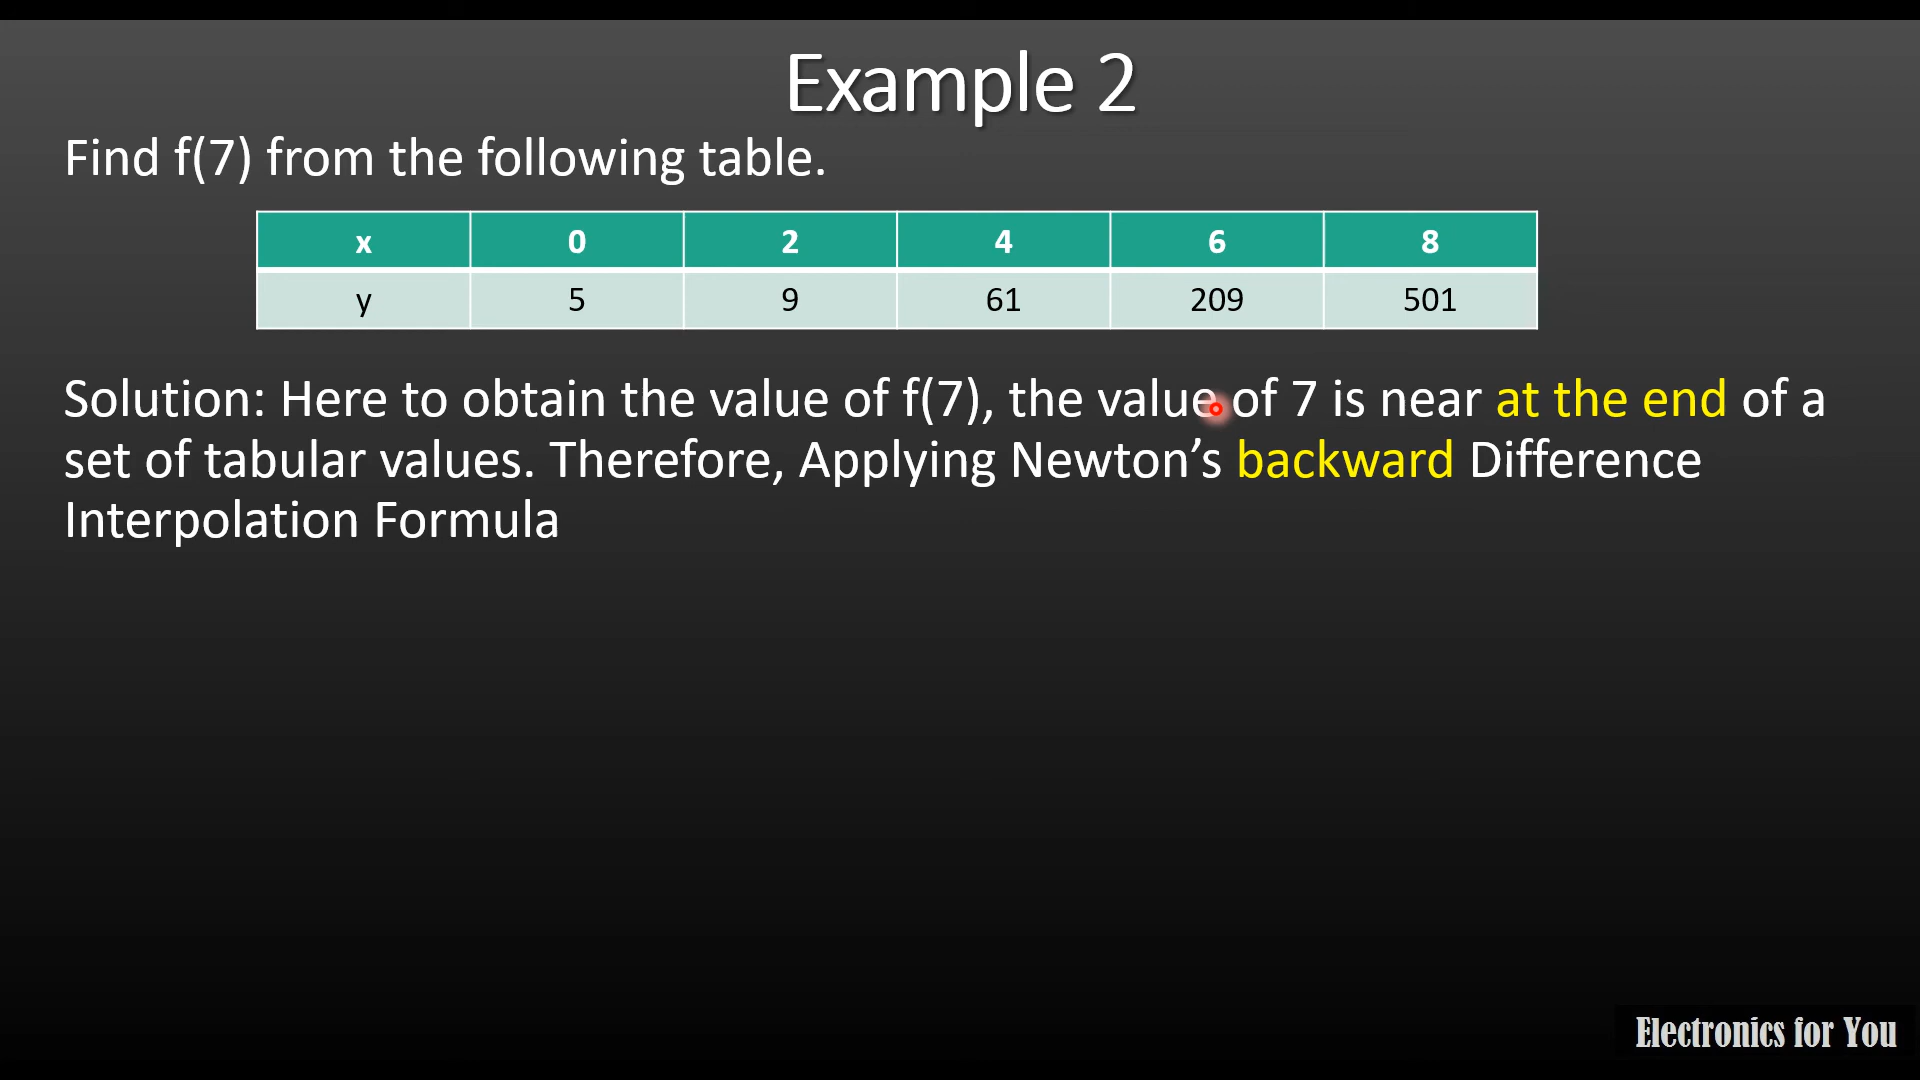 Example 2
Find f(7) from the following table.
x 0 2 4 6 8
y 5 9 61 209 501
Solution: Here to obtain the value of f(7), the value of 7 is near at the end of a
set of tabular values. Therefore, Applying Newton’s backward Difference
Interpolation Formula
Electronics for You